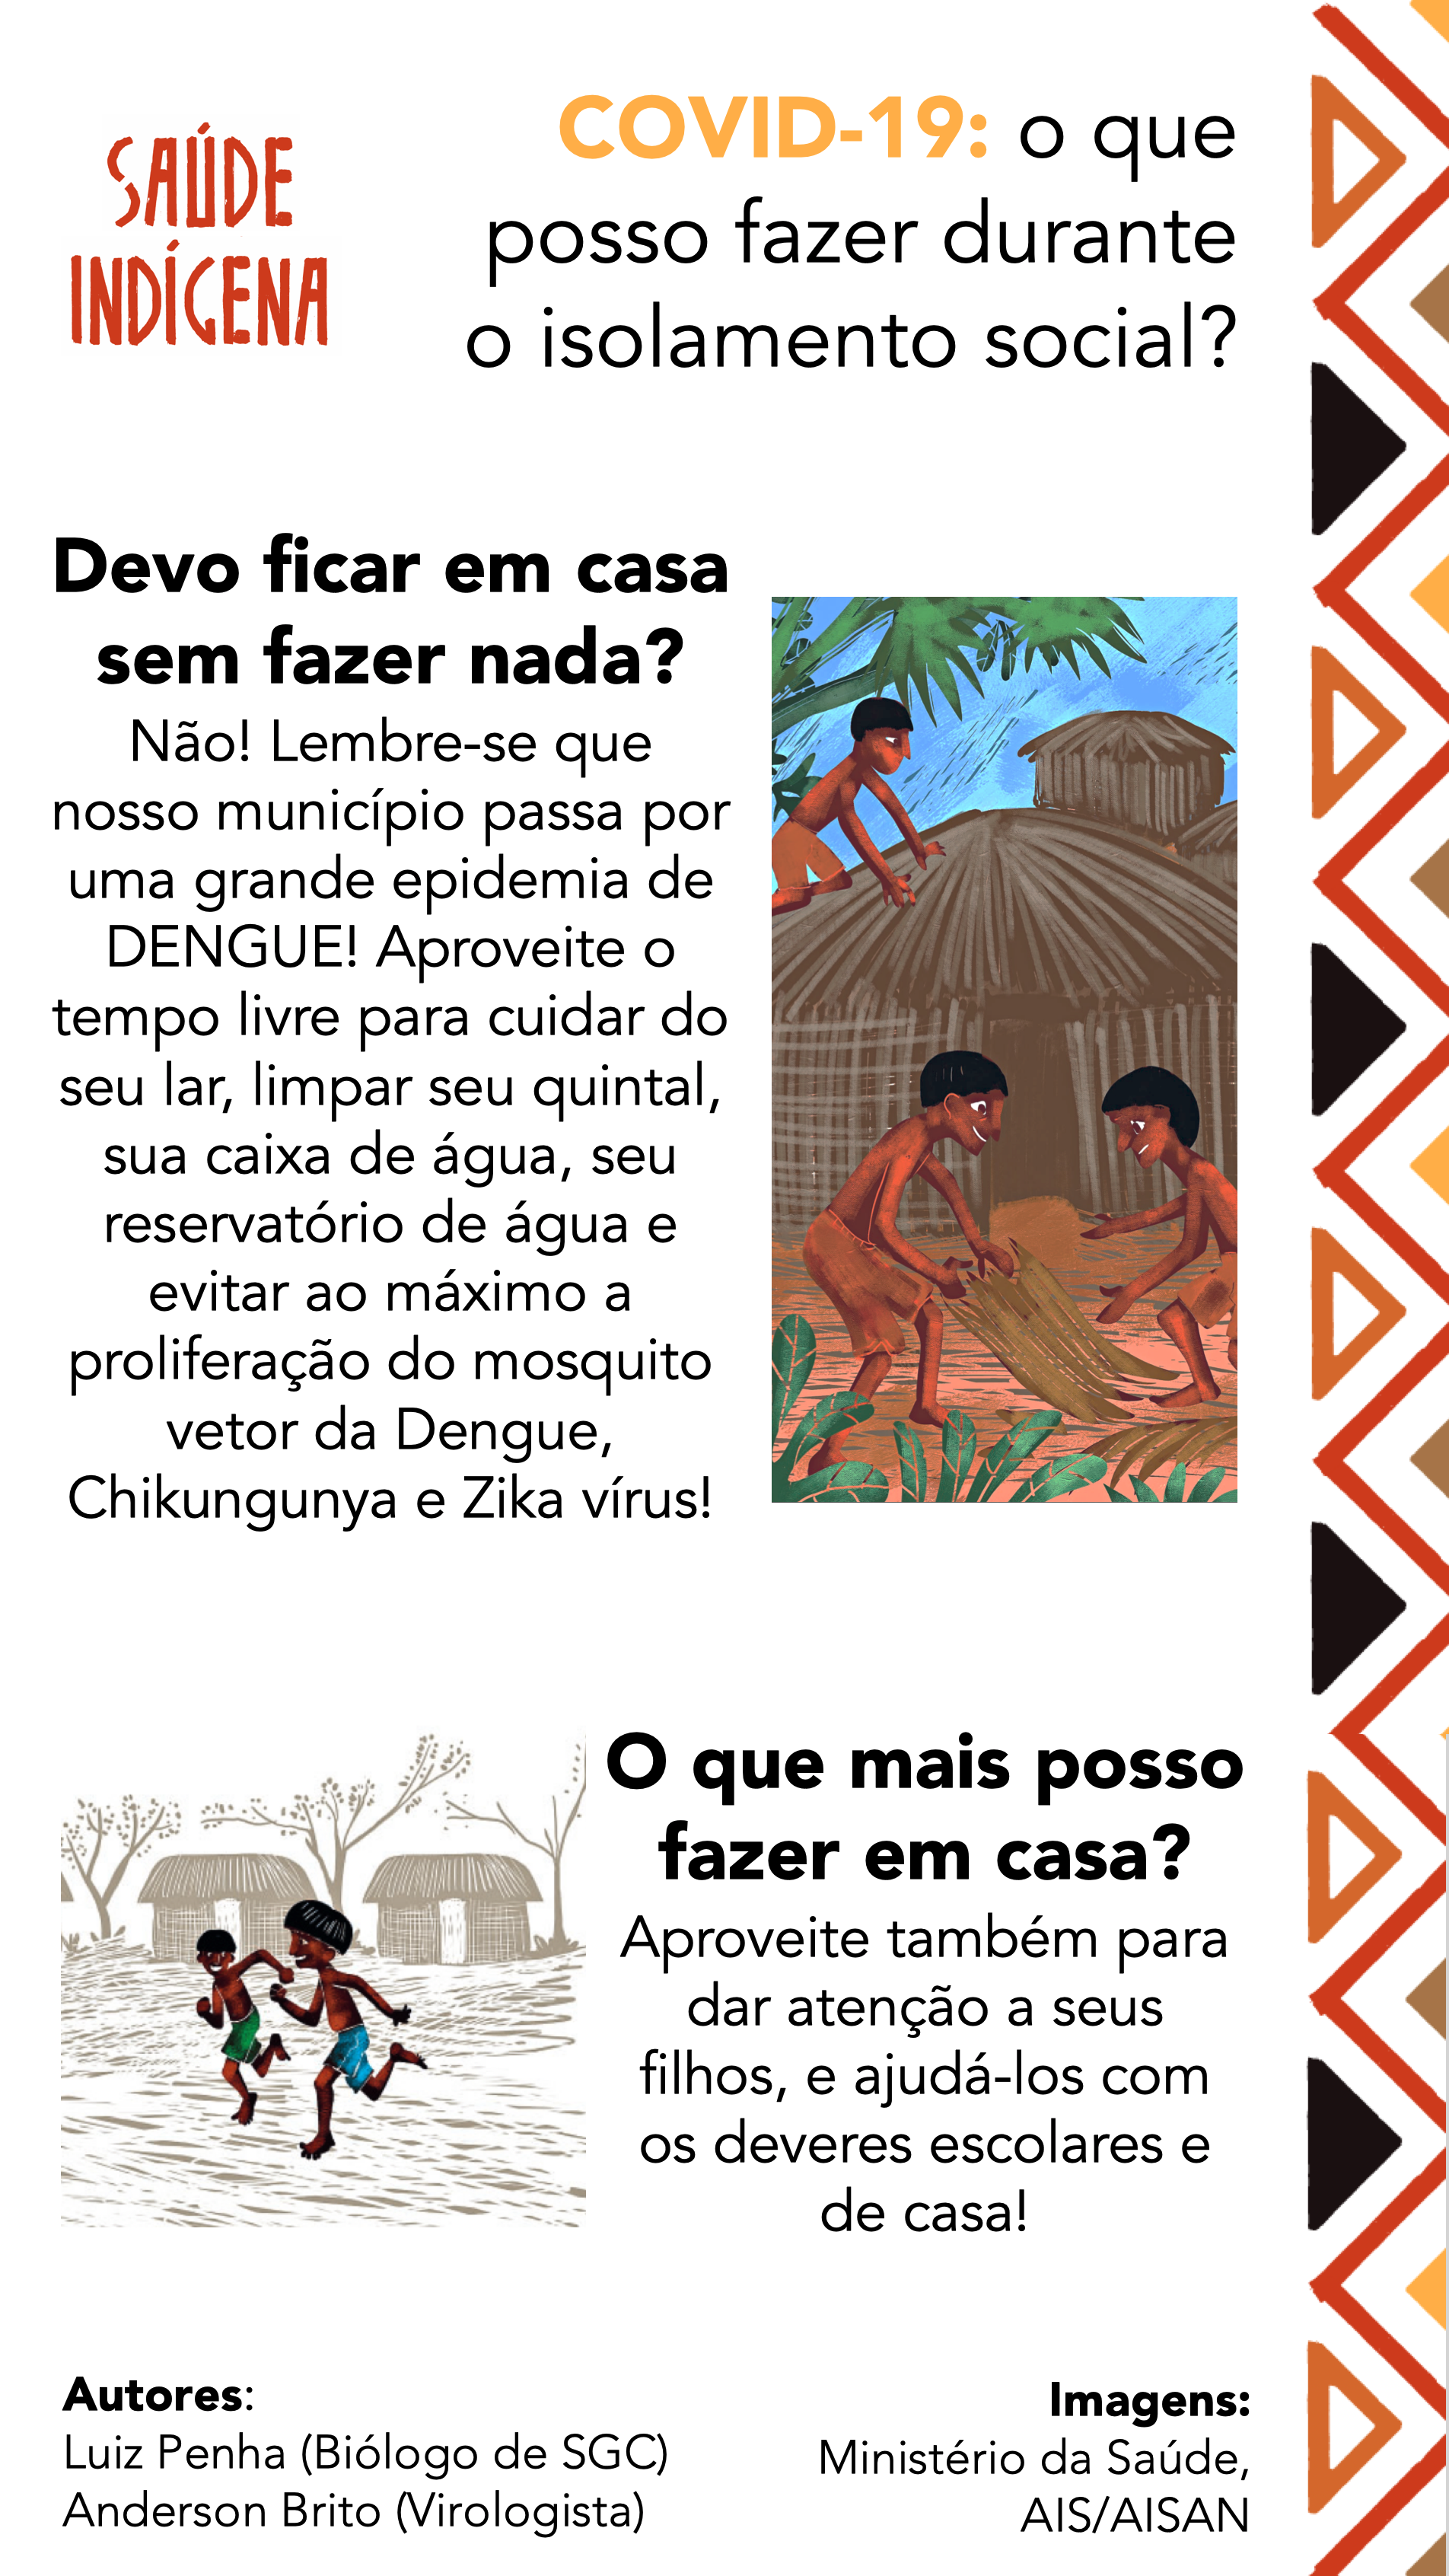 SAÚDE
INDÍGENA
COVID-19: o que
posso fazer durante
o isolamento social?
Devo ficar em casa
sem fazer nada?
Não! Lembre-se que
nosso município passa por
uma grande epidemia de
DENGUE! Aproveite o
tempo livre para cuidar do
seu lar, limpar seu quintal,
sua caixa de água, seu
reservatório de água e
evitar ao máximo a
proliferação do mosquito
vetor da Dengue,
Chikungunya e Zika vírus!
O que mais posso
fazer em casa?
Aproveite também para
dar atenção a seus
filhos, e ajudá-los com
os deveres escolares e
de casa!
Autores:
Luiz Penha (Biólogo de SGC)
Anderson Brito (Virologista)
Imagens:
Ministério da Saúde,
AIS/AISAN